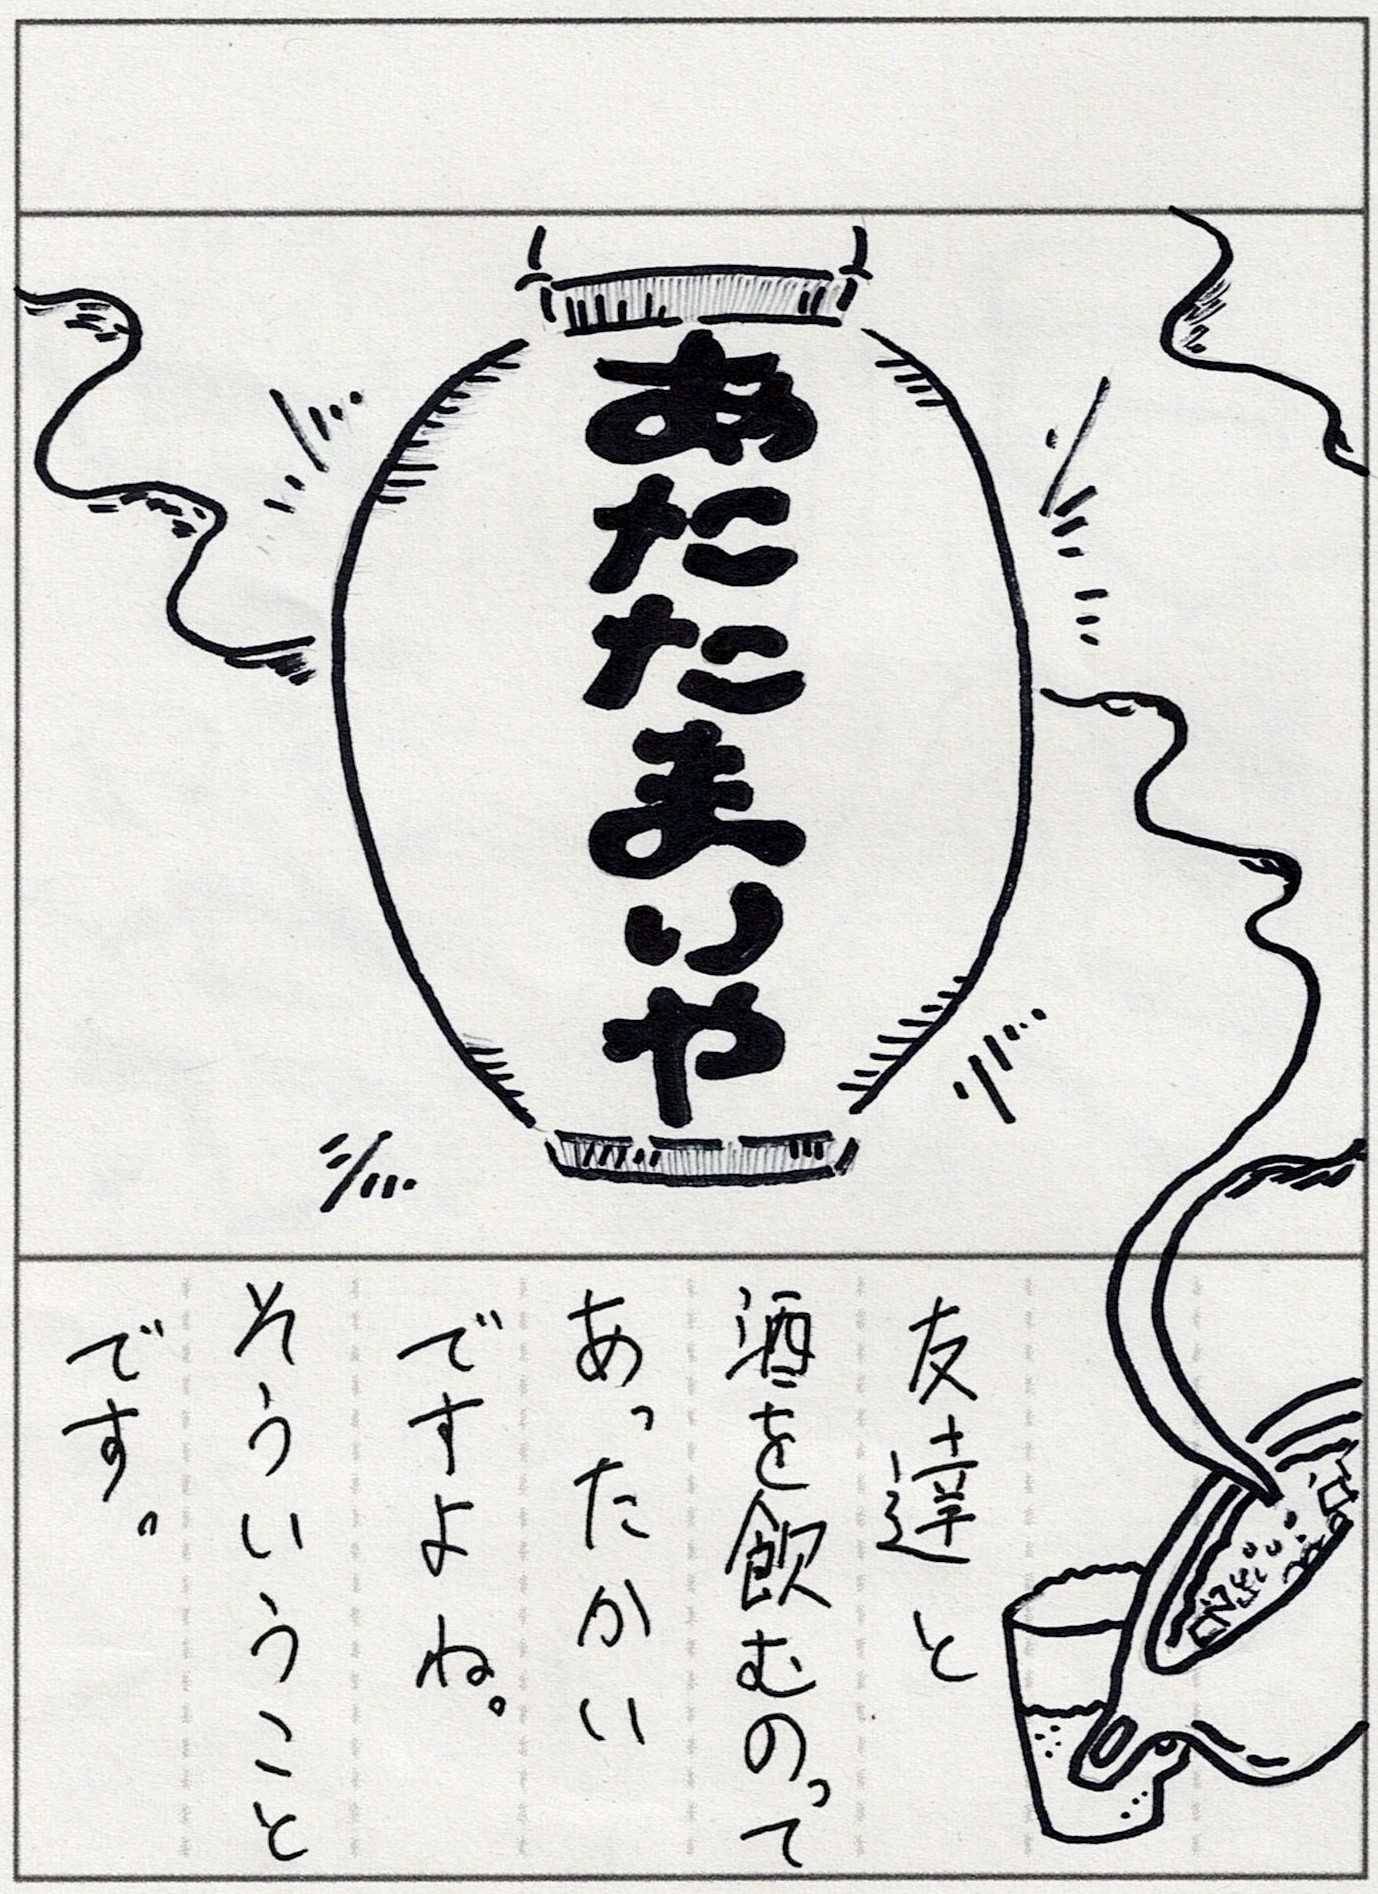 あたたまいや
友達と
酒を飲むのって
あったかい
ですよね。
そういうこと
です。